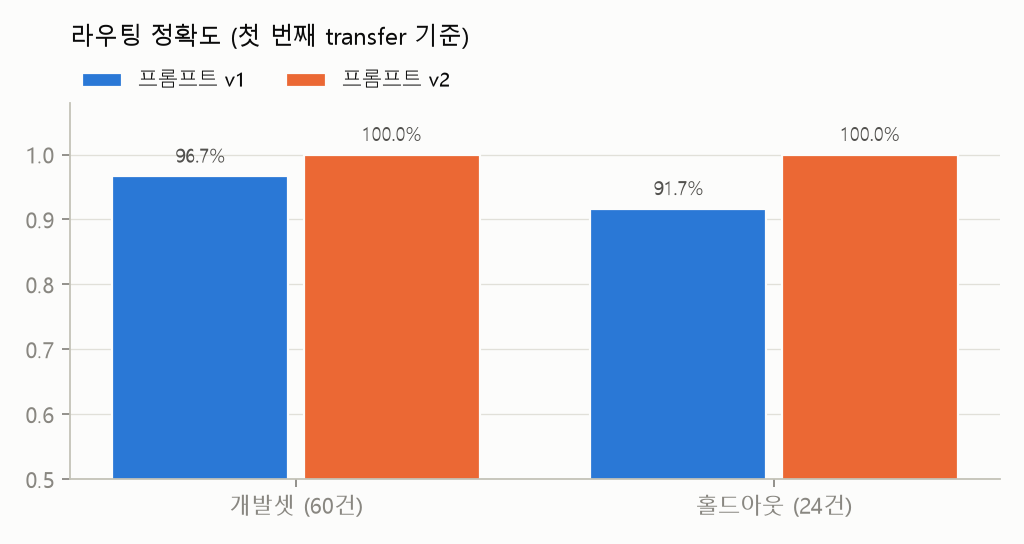 라우팅 정확도 (첫 번째 transfer 기준)
프롬프트 v1 프롬프트 v2
96.7% 100.0% 91.7% 100.0%
1.0
0.9
0.8
0.7
0.6
0.5
개발셋 (60건) 홀드아웃 (24건)